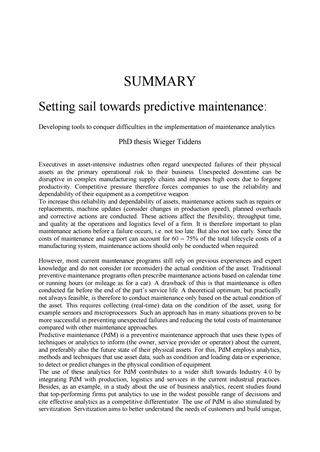 SUMMARY
Setting sail towards predictive maintenance:
Developing tools to conquer difficulties in the implementation of maintenance analytics
PhD thesis Wieger Tiddens
Executives in asset-intensive industries often regard unexpected failures of their physical
assets as the primary operational risk to their business. Unexpected downtime can be
disruptive in complex manufacturing supply chains and imposes high costs due to forgone
productivity. Competitive pressure therefore forces companies to use the reliability and
dependability of their equipment as a competitive weapon.
To increase this reliability and dependability of assets, maintenance actions such as repairs or
replacements, machine updates (consider changes in production speed), planned overhauls
and corrective actions are conducted. These actions affect the flexibility, throughput time,
and quality at the operations and logistics level of a firm. It is therefore important to plan
maintenance actions before a failure occurs, i.e. not too late. But also not too early. Since the
costs of maintenance and support can account for 60 – 75% of the total lifecycle costs of a
manufacturing system, maintenance actions should only be conducted when required.
However, most current maintenance programs still rely on previous experiences and expert
knowledge and do not consider (or reconsider) the actual condition of the asset. Traditional
preventive maintenance programs often prescribe maintenance actions based on calendar time
or running hours (or mileage as for a car). A drawback of this is that maintenance is often
conducted far before the end of the part´s service life. A theoretical optimum, but practically
not always feasible, is therefore to conduct maintenance only based on the actual condition of
the asset. This requires collecting (real-time) data on the condition of the asset, using for
example sensors and microprocessors. Such an approach has in many situations proven to be
more successful in preventing unexpected failures and reducing the total costs of maintenance
compared with other maintenance approaches.
Predictive maintenance (PdM) is a preventive maintenance approach that uses these types of
techniques or analytics to inform (the owner, service provider or operator) about the current,
and preferably also the future state of their physical assets. For this, PdM employs analytics,
methods and techniques that use asset data, such as condition and loading data or experience,
to detect or predict changes in the physical condition of equipment.
The use of these analytics for PdM contributes to a wider shift towards Industry 4.0 by
integrating PdM with production, logistics and services in the current industrial practices.
Besides, as an example, in a study about the use of business analytics, recent studies found
that top-performing firms put analytics to use in the widest possible range of decisions and
cite effective analytics as a competitive differentiator. The use of PdM is also stimulated by
servitization. Servitization aims to better understand the needs of customers and build unique,